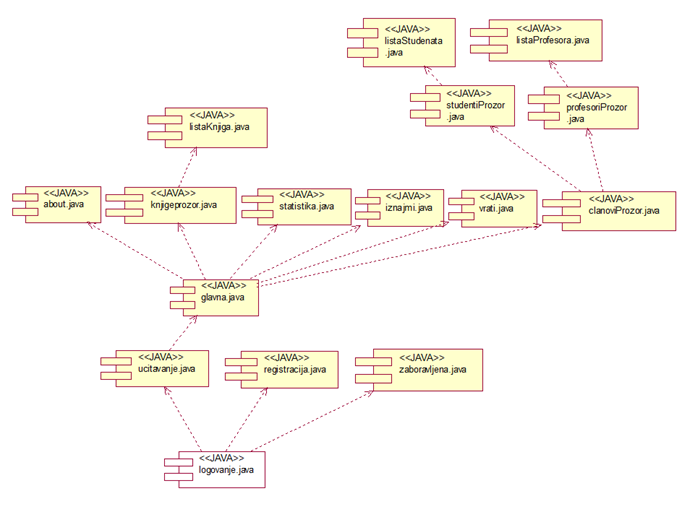 <<JAVA>>
listaStudenata
.java
<<JAVA>>
listaProfesora.java
<<JAVA>>
studentiProzor
.java
<<JAVA>>
profesoriProzor
.java
<<JAVA>>
listaKnjiga.java
<<JAVA>>
about.java
<<JAVA>>
knjigeprozor.java
<<JAVA>>
statistika.java
<<JAVA>>
iznajmi.java
<<JAVA>>
vrati.java
<<JAVA>>
clanoviProzor.java
<<JAVA>>
glavna.java
<<JAVA>>
ucitavanje.java
<<JAVA>>
registracija.java
<<JAVA>>
zaboravljena.java
<<JAVA>>
logovanje.java